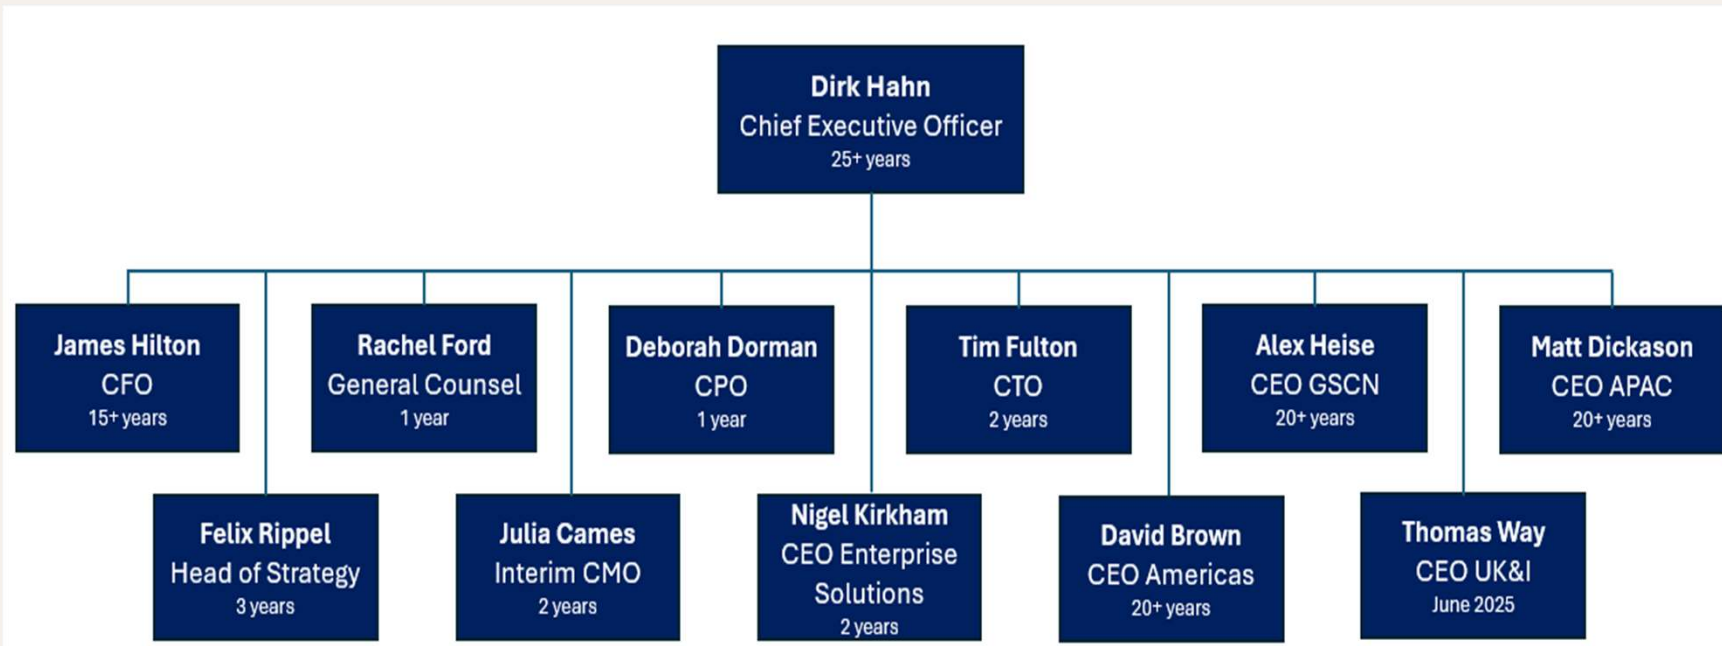 Dirk Hahn
Chief Executive Officer
25+ years
James Hilton
CFO
15+ years
Rachel Ford
General Counsel
1 year
Deborah Dorman
CPO
1 year
Tim Fulton
CTO
2 years
Alex Heise
CEO GSCN
20+ years
Matt Dickason
CEO APAC
20+ years
Felix Rippel
Head of Strategy
3 years
Julia Cames
Interim CMO
2 years
Nigel Kirkham
CEO Enterprise
Solutions
2 years
David Brown
CEO Americas
20+ years
Thomas Way
CEO UK&I
June 2025